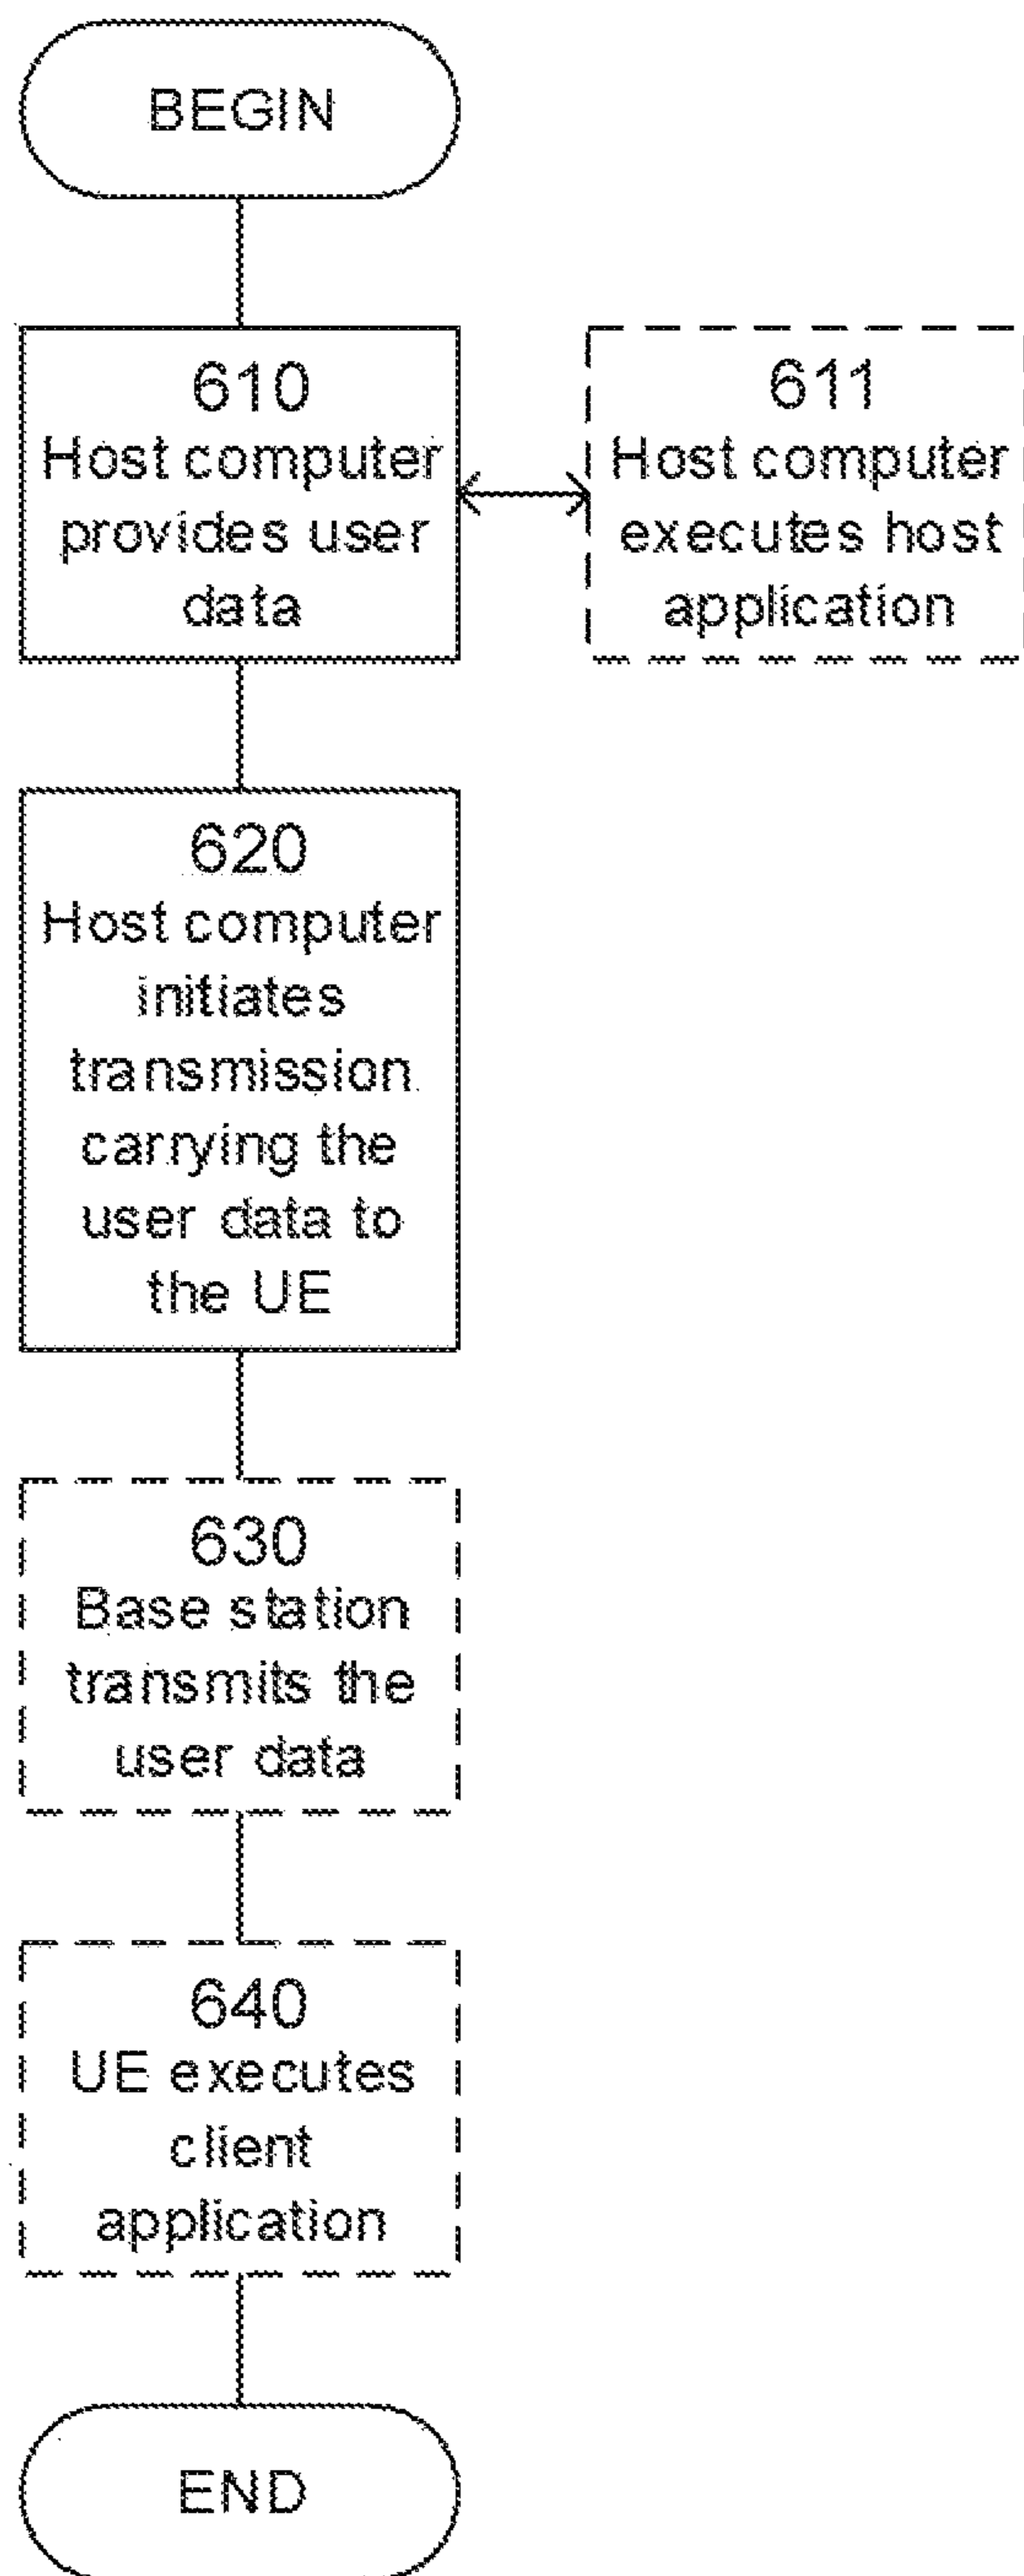 BEGIN
610
Host computer
provides user
data
611
Host computer
executes host
application
620
Host computer
initiates
transmission
carrying the
user data to
the UE
630
Base station
transmits the
user data
640
UE executes
client
application
END